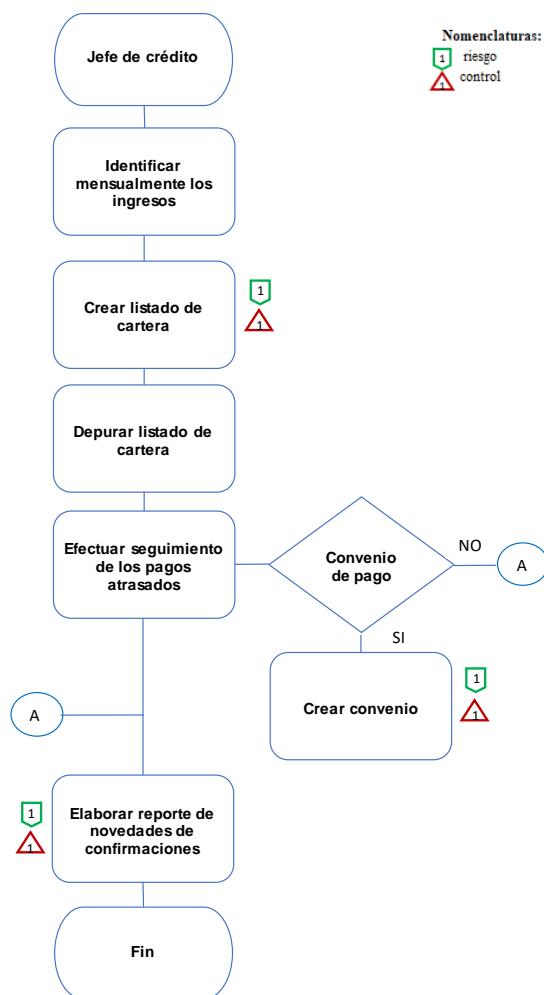 Jefe de crédito
Nomenclaturas:
1 riesgo
1 control
Identificar
mensualmente los
ingresos
Crear listado de
cartera
1
1
Depurar listado de
cartera
Efectuar seguimiento
de los pagos
atrasados
Convenio
de pago
NO
A
SI
Crear convenio
1
1
A
Elaborar reporte de
novedades de
confirmaciones
1
1
Fin